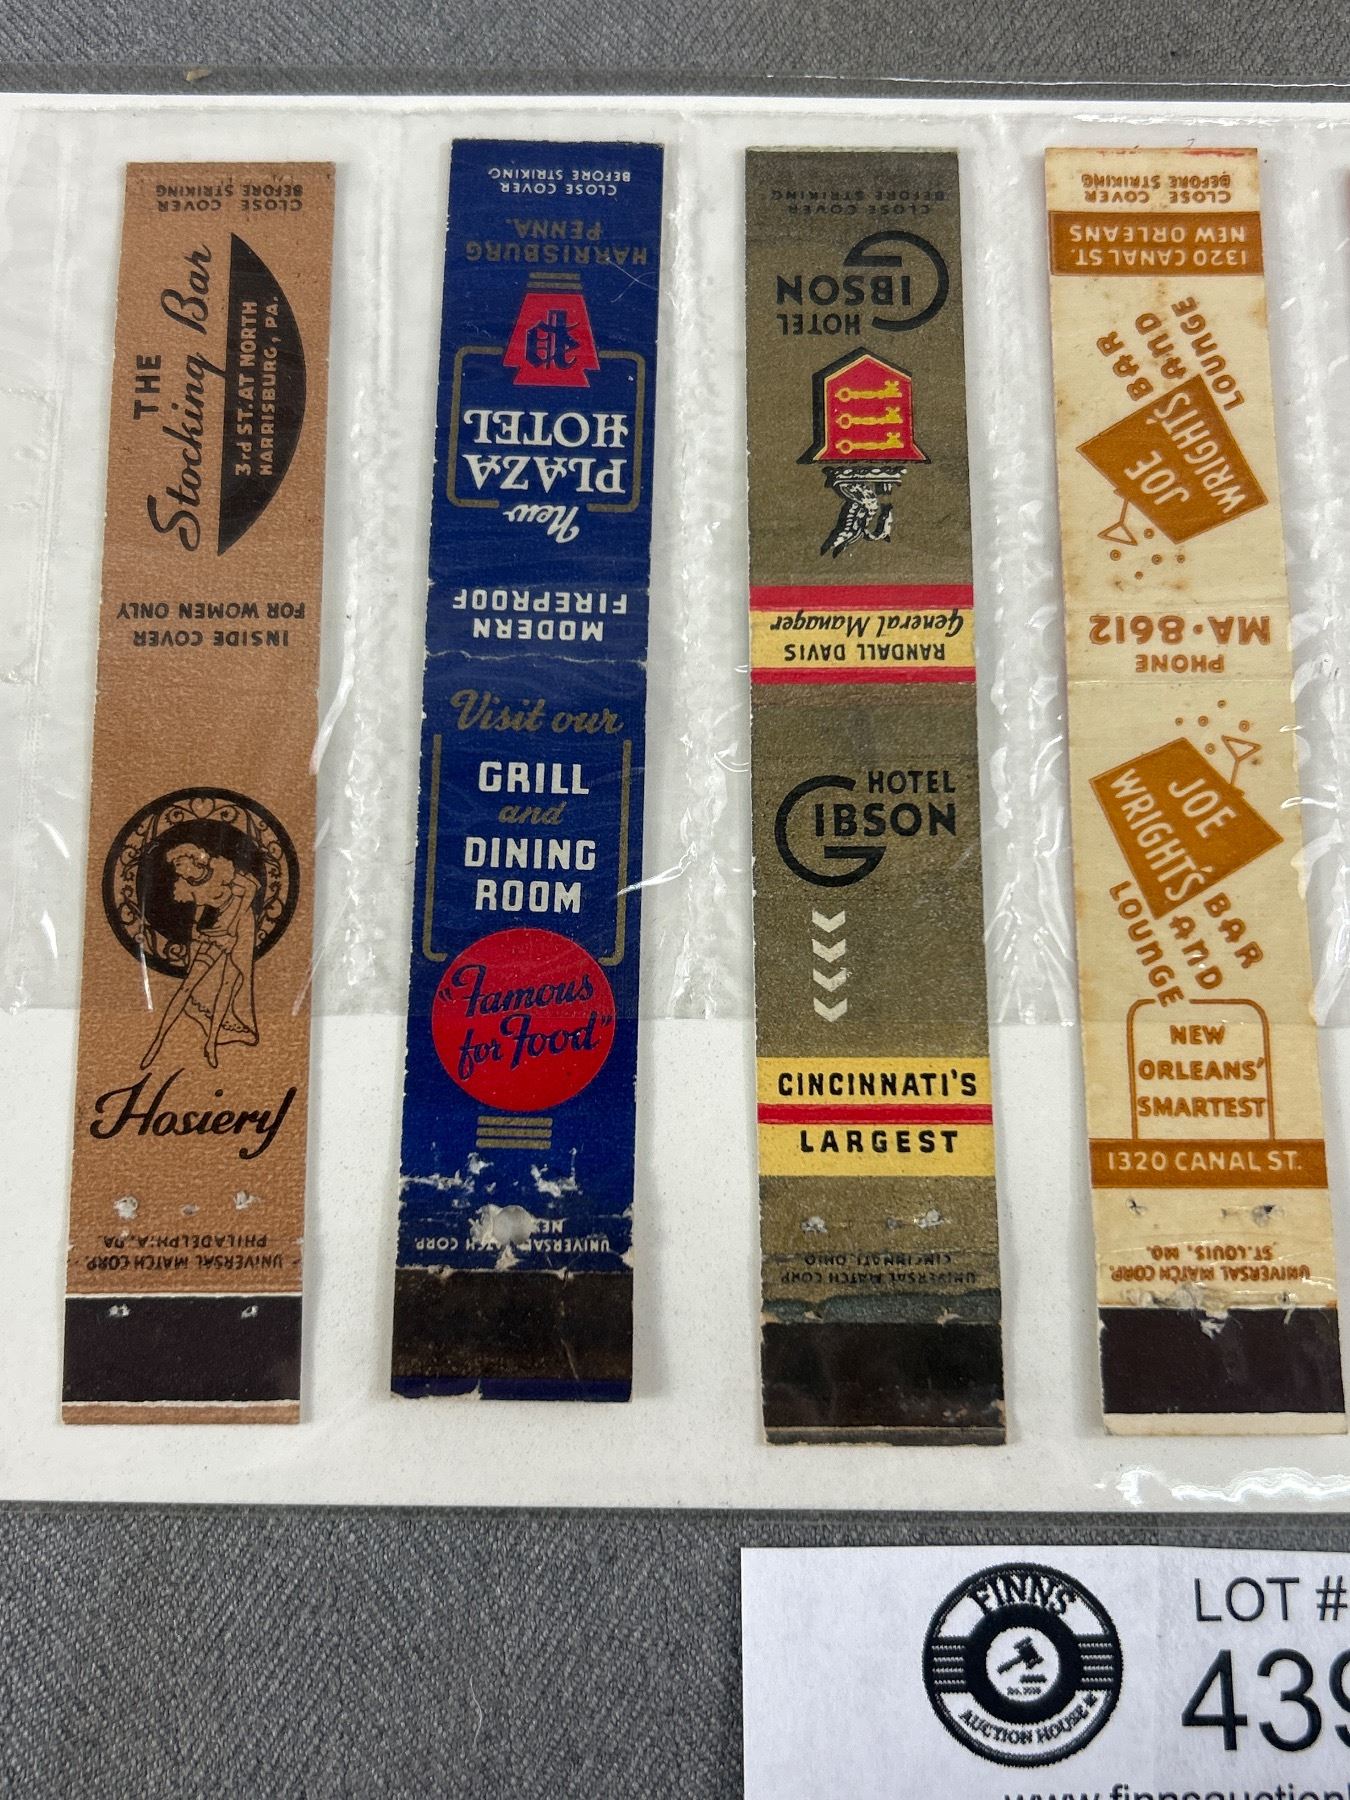 CLOSE COVER
BEFORE STRIKING
THE
Stocking Bar
3rd ST. AT NORTH
HARRISBURG, PA.
INSIDE COVER
FOR WOMEN ONLY
Hosiery
UNIVERSAL MATCH CORP.
PHILADELPHIA, PA.
CLOSE COVER
BEFORE STRIKING
HARRISBURG
PENNA.
New
PLAZA
HOTEL
MODERN
FIREPROOF
Visit our
GRILL
and
DINING
ROOM
"Famous
for Food"
UNIVERSAL MATCH CORP
NEW
CLOSE COVER
BEFORE STRIKING
HOTEL
GIBSON
RANDALL DAVIS
General Manager
HOTEL
GIBSON
CINCINNATI'S
LARGEST
UNIVERSAL MATCH CORP
CINCINNATI, OHIO
CLOSE COVER
BEFORE STRIKING
1320 CANAL ST.
NEW ORLEANS
JOE
WRIGHT'S
BAR
AND
LOUNGE
PHONE
MA·8612
JOE
WRIGHT'S
BAR
AND
LOUNGE
NEW
ORLEANS'
SMARTEST
1320 CANAL ST.
UNIVERSAL MATCH CORP.
ST. LOUIS, MO.
FINNS
AUCTION HOUSE
LOT #
439